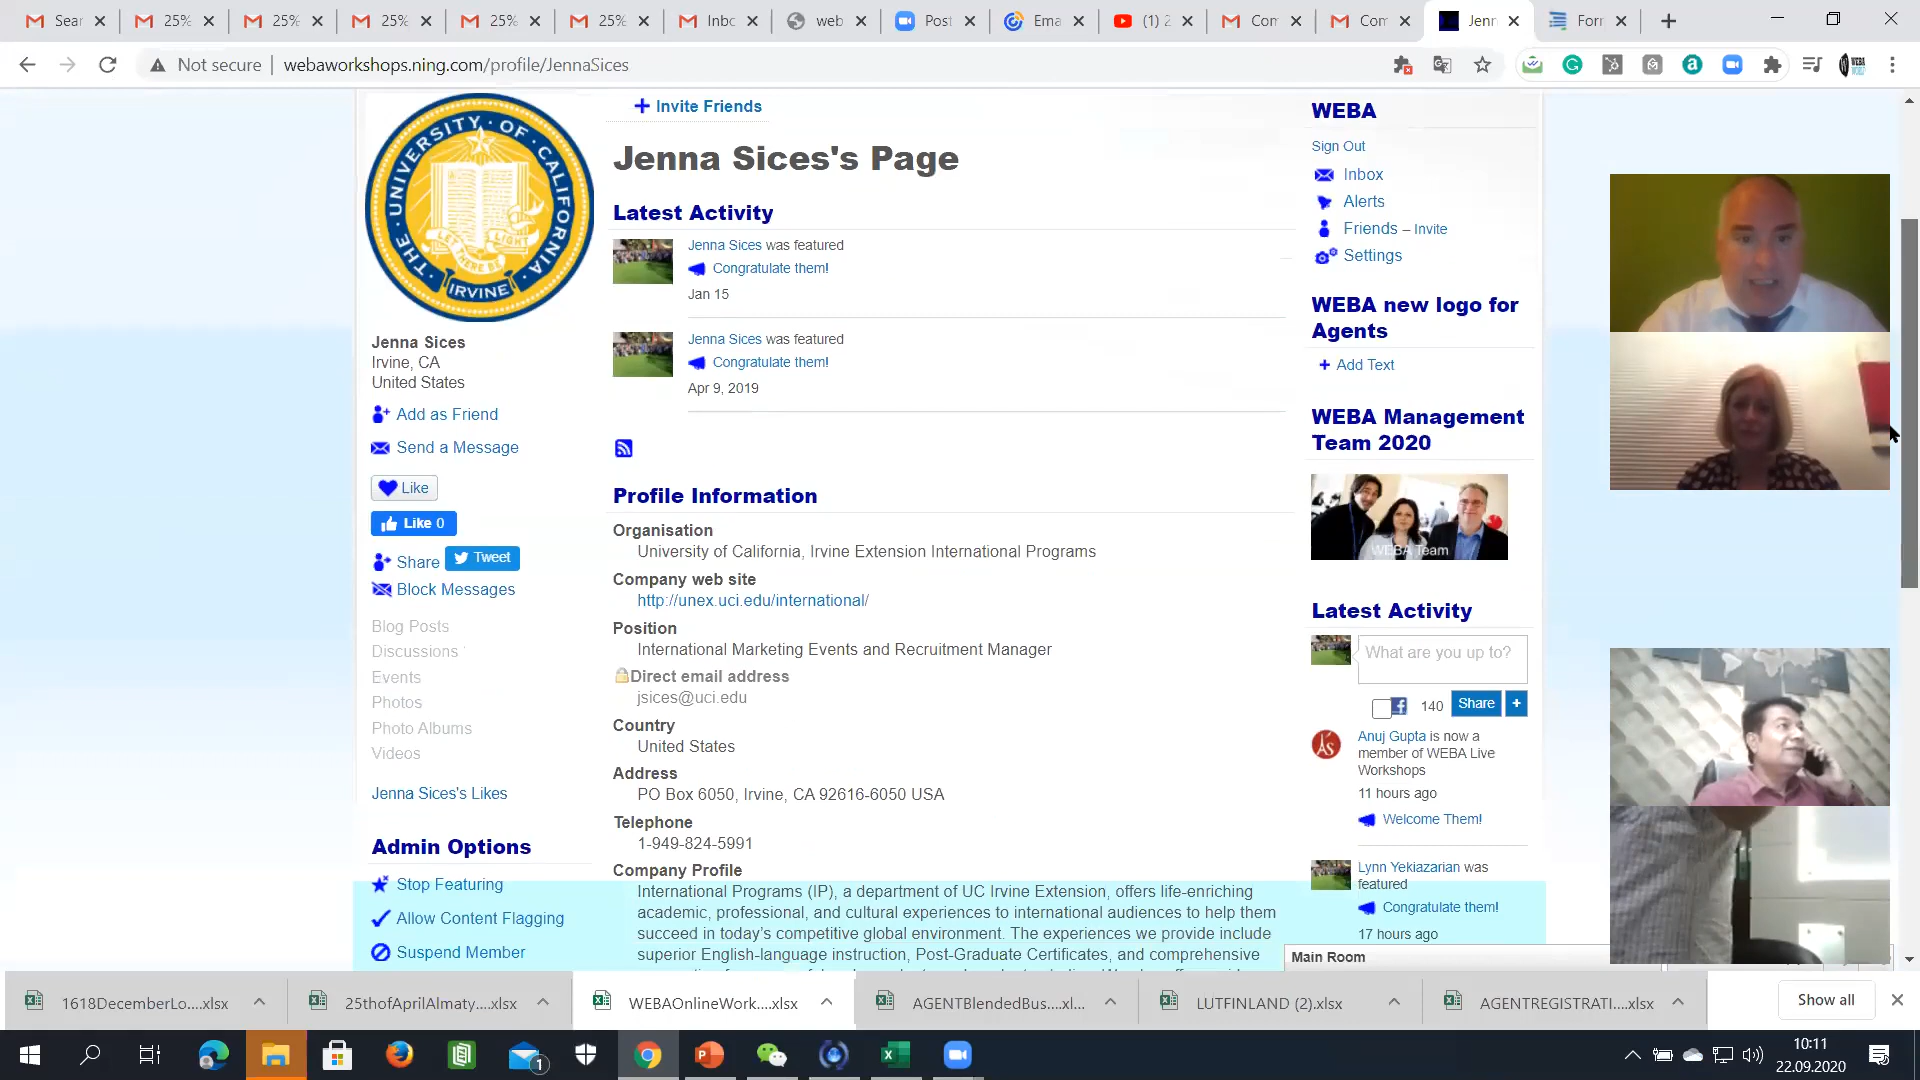 Sear
25%
25%
25%
25%
25%
Inbc
web
Post
Ema
(1) 2
Com
Com
Jenn
Forr
Not secure
webaworkshops.ning.com/profile/JennaSices
THE UNIVERSITY OF CALIFORNIA
LET THERE BE LIGHT
IRVINE
Jenna Sices
Irvine, CA
United States
Add as Friend
Send a Message
Like
Like 0
Share
Tweet
Block Messages
Blog Posts
Discussions
Events
Photos
Photo Albums
Videos
Jenna Sices's Likes
Admin Options
Stop Featuring
Allow Content Flagging
Suspend Member
Invite Friends
Jenna Sices's Page
Latest Activity
Jenna Sices was featured
Congratulate them!
Jan 15
Jenna Sices was featured
Congratulate them!
Apr 9, 2019
Profile Information
Organisation
University of California, Irvine Extension International Programs
Company web site
http://unex.uci.edu/international/
Position
International Marketing Events and Recruitment Manager
Direct email address
jsices@uci.edu
Country
United States
Address
PO Box 6050, Irvine, CA 92616-6050 USA
Telephone
1-949-824-5991
Company Profile
International Programs (IP), a department of UC Irvine Extension, offers life-enriching
academic, professional, and cultural experiences to international audiences to help them
succeed in today's competitive global environment. The experiences we provide include
superior English-language instruction, Post-Graduate Certificates, and comprehensive
WEBA
Sign Out
Inbox
Alerts
Friends – Invite
Settings
WEBA new logo for
Agents
+ Add Text
WEBA Management
Team 2020
WEBA Team
Latest Activity
What are you up to?
140
Share
+
Anuj Gupta is now a
member of WEBA Live
Workshops
11 hours ago
Welcome Them!
Lynn Yekiazarian was
featured
Congratulate them!
17 hours ago
Main Room
1618DecemberLo....xlsx
25thofAprilAlmaty....xlsx
WEBAOnlineWork....xlsx
AGENTBlendedBus....xl...
LUTFINLAND (2).xlsx
AGENTREGISTRATI....xlsx
Show all
1
10:11
22.09.2020